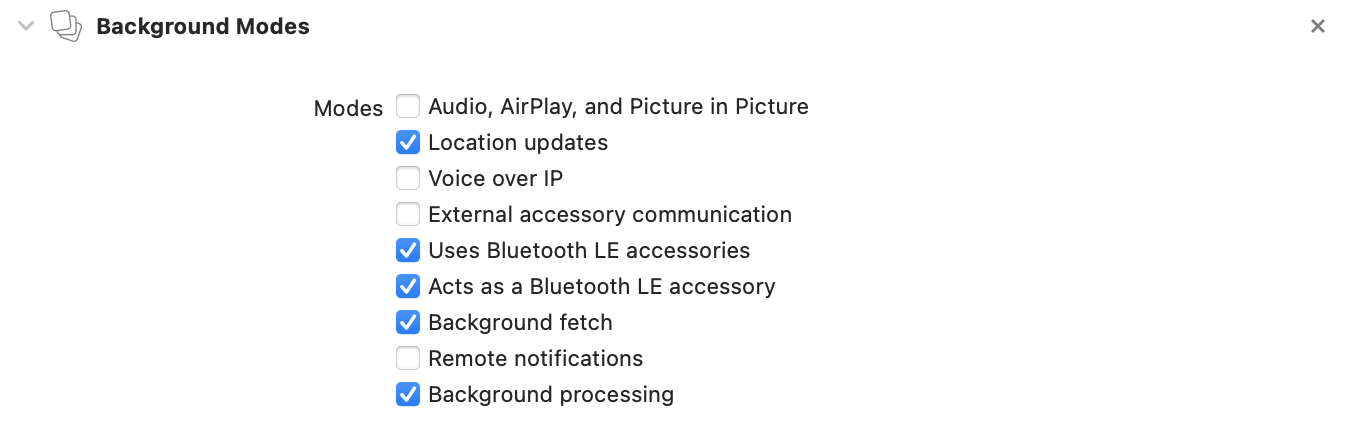 Background Modes
Modes Audio, AirPlay, and Picture in Picture
Location updates
Voice over IP
External accessory communication
Uses Bluetooth LE accessories
Acts as a Bluetooth LE accessory
Background fetch
Remote notifications
Background processing